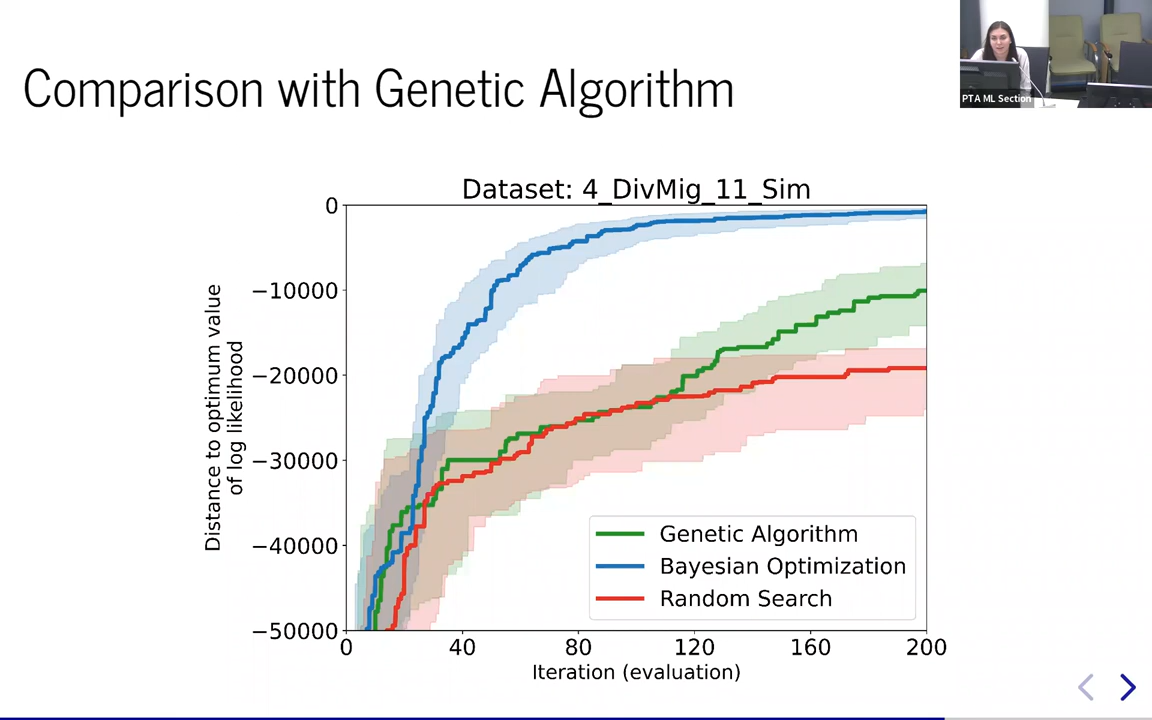 Comparison with Genetic Algorithm
PTA ML Section
Dataset: 4_DivMig_11_Sim
Distance to optimum value
of log likelihood
0
−10000
−20000
−30000
−40000
−50000
Genetic Algorithm
Bayesian Optimization
Random Search
0 40 80 120 160 200
Iteration (evaluation)